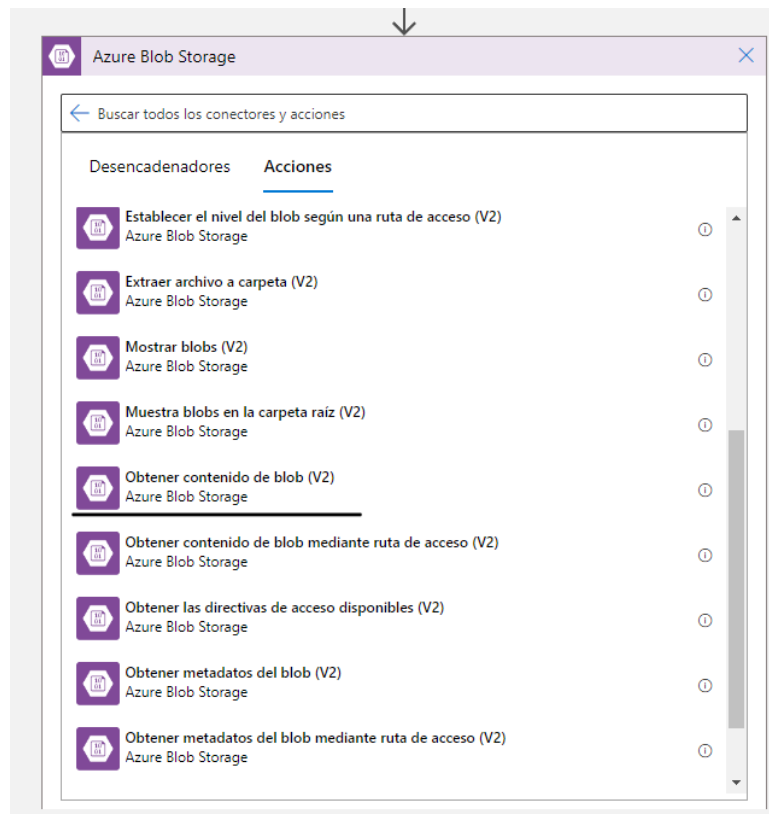 Azure Blob Storage
Buscar todos los conectores y acciones
Desencadenadores Acciones
Establecer el nivel del blob según una ruta de acceso (V2)
Azure Blob Storage
Extraer archivo a carpeta (V2)
Azure Blob Storage
Mostrar blobs (V2)
Azure Blob Storage
Muestra blobs en la carpeta raíz (V2)
Azure Blob Storage
Obtener contenido de blob (V2)
Azure Blob Storage
Obtener contenido de blob mediante ruta de acceso (V2)
Azure Blob Storage
Obtener las directivas de acceso disponibles (V2)
Azure Blob Storage
Obtener metadatos del blob (V2)
Azure Blob Storage
Obtener metadatos del blob mediante ruta de acceso (V2)
Azure Blob Storage